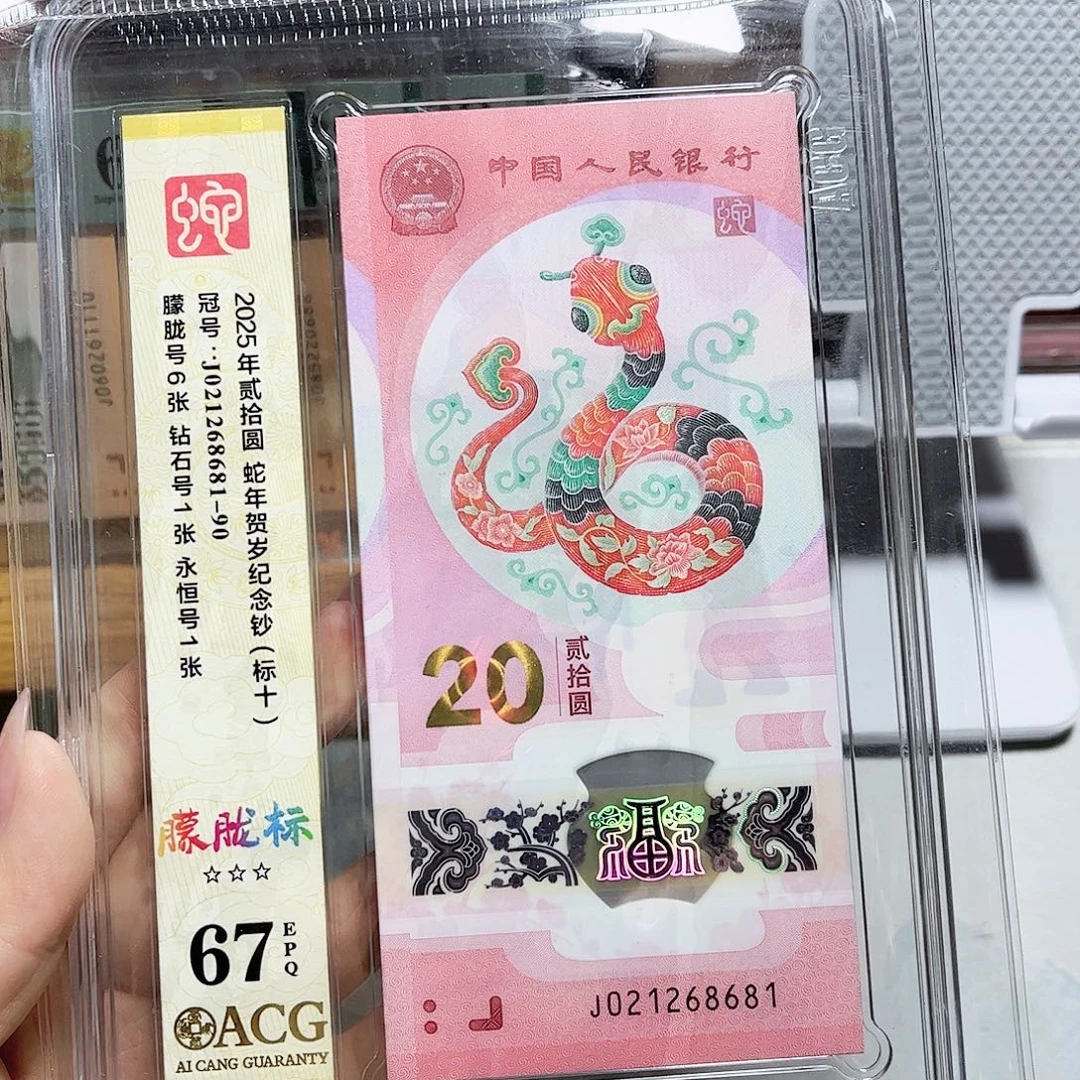 蛇
2025年贰拾圆 蛇年贺岁纪念钞(标十)
冠号:J021268681-90
朦胧号6张 钻石号1张 永恒号1张
朦胧标
☆☆☆
67
EPQ
ACG
AI CANG GUARANTY
中国人民银行
蛇
20
贰拾圆
J021268681